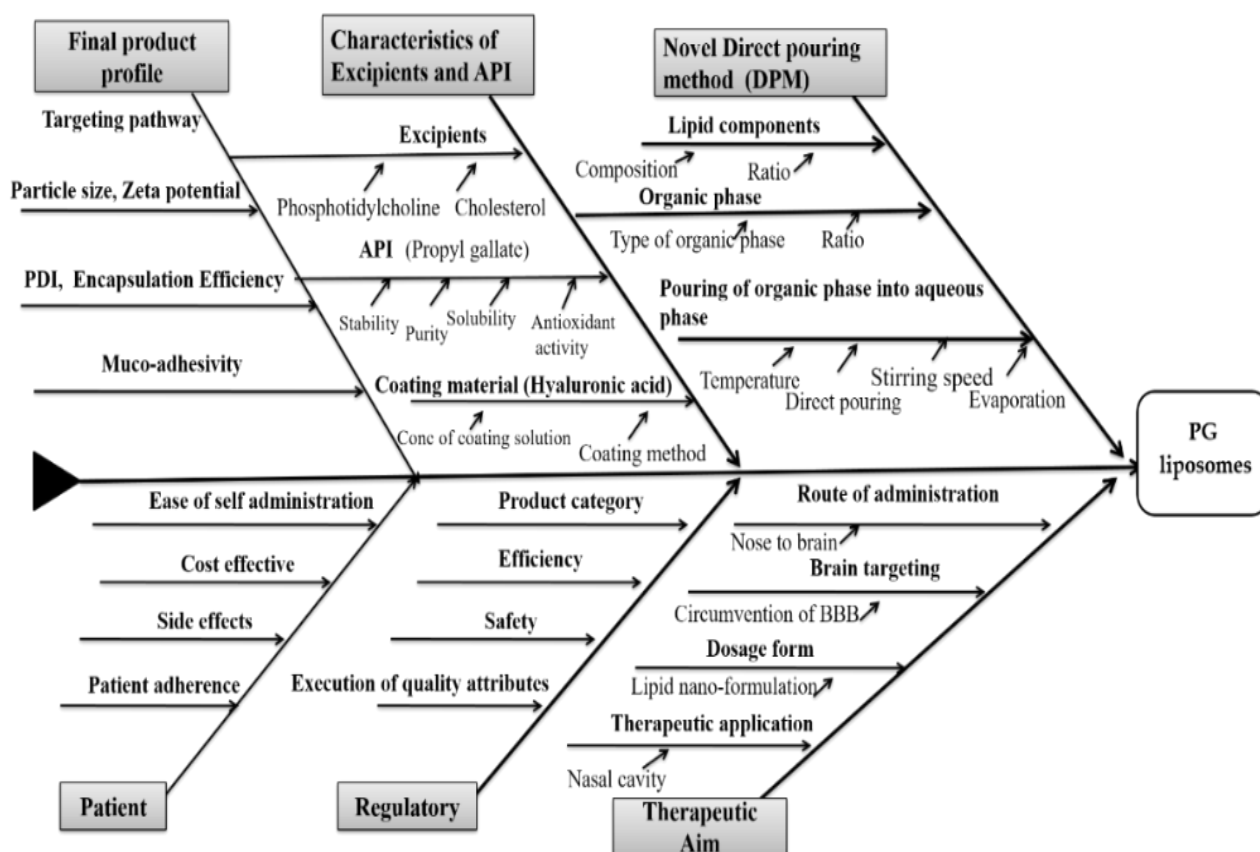 Final product
profile
Targeting pathway
Particle size, Zeta potential
PDI, Encapsulation Efficiency
Muco-adhesivity
Characteristics of
Excipients and API
Excipients
Phosphotidylcholine
Cholesterol
API (Propyl gallate)
Stability
Purity
Solubility
Antioxidant
activity
Coating material (Hyaluronic acid)
Conc of coating solution
Coating method
Novel Direct pouring
method (DPM)
Lipid components
Composition
Ratio
Organic phase
Type of organic phase
Ratio
Pouring of organic phase into aqueous
phase
Temperature
Direct pouring
Stirring speed
Evaporation
PG
liposomes
Ease of self administration
Cost effective
Side effects
Patient adherence
Patient
Product category
Efficiency
Safety
Execution of quality attributes
Regulatory
Route of administration
Nose to brain
Brain targeting
Circumvention of BBB
Dosage form
Lipid nano-formulation
Therapeutic application
Nasal cavity
Therapeutic
Aim